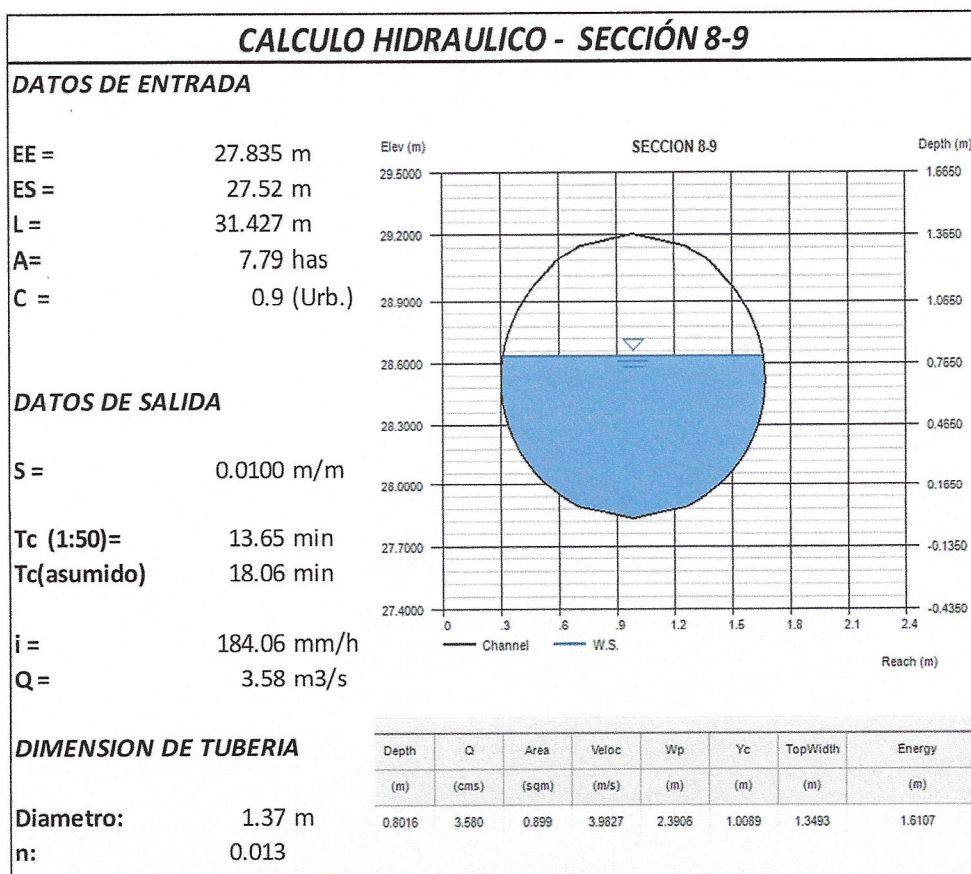 CALCULO HIDRAULICO - SECCIÓN 8-9
DATOS DE ENTRADA
EE = 27.835 m
ES = 27.52 m
L = 31.427 m
A= 7.79 has
C = 0.9 (Urb.)
DATOS DE SALIDA
S = 0.0100 m/m
Tc (1:50)= 13.65 min
Tc(asumido) 18.06 min
i = 184.06 mm/h
Q = 3.58 m3/s
DIMENSION DE TUBERIA
Diametro: 1.37 m
n: 0.013
Elev (m) SECCION 8-9 Depth (m)
29.5000 1.6650
29.2000 1.3650
28.9000 1.0650
28.6000 0.7650
28.3000 0.4650
28.0000 0.1650
27.7000 -0.1350
27.4000 -0.4350
0 .3 .6 .9 1.2 1.5 1.8 2.1 2.4
Channel W.S.
Reach (m)
Depth Q Area Veloc Wp Yc TopWidth Energy
(m) (cms) (sqm) (m/s) (m) (m) (m) (m)
0.8016 3.580 0.899 3.9827 2.3906 1.0089 1.3493 1.6107